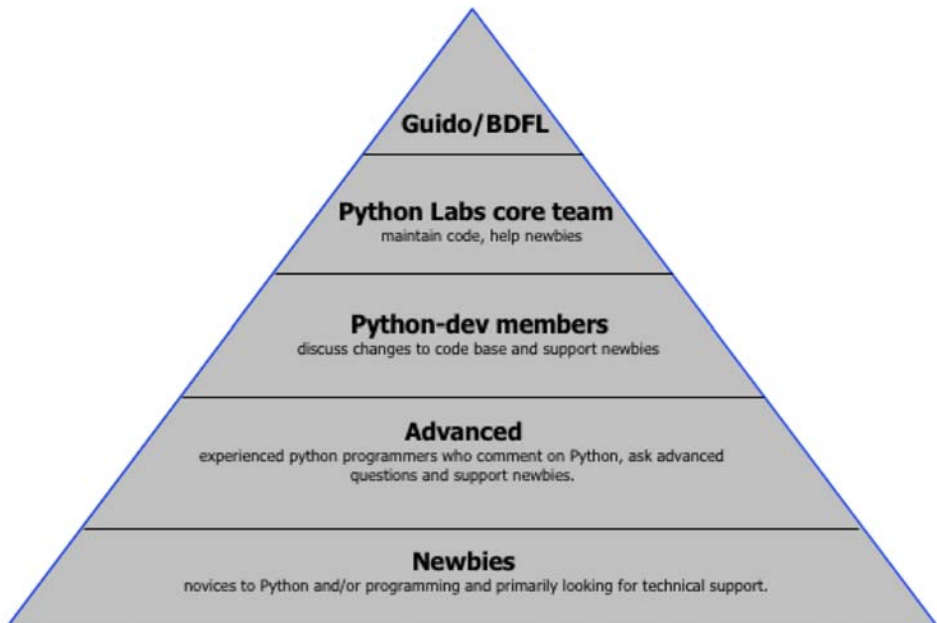 Guido/BDFL
Python Labs core team
maintain code, help newbies
Python-dev members
discuss changes to code base and support newbies
Advanced
experienced python programmers who comment on Python, ask advanced
questions and support newbies.
Newbies
novices to Python and/or programming and primarily looking for technical support.